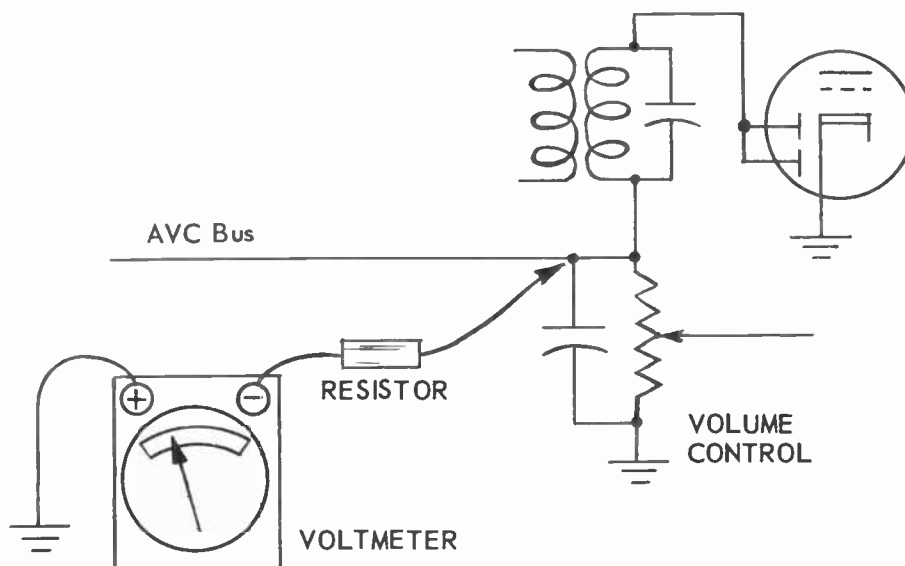 AVC Bus
RESISTOR
VOLUME
CONTROL
+
−
VOLTMETER